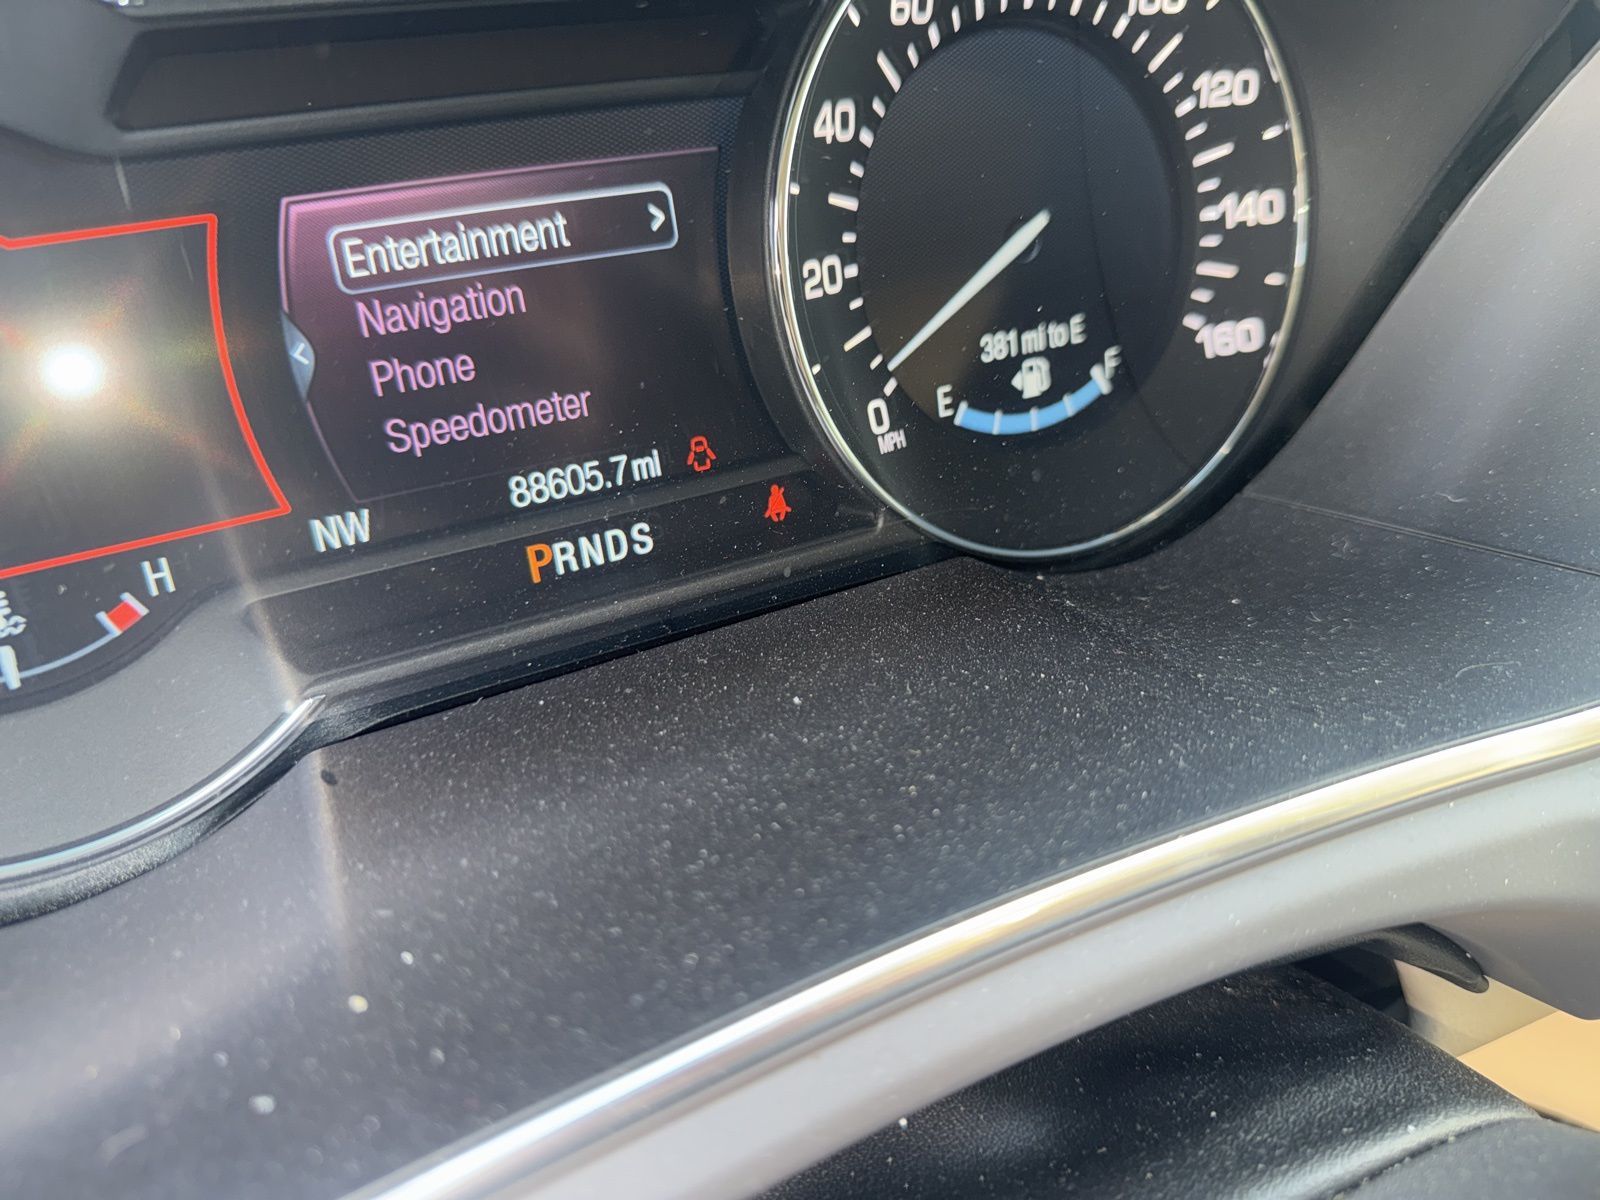 Entertainment >
Navigation
Phone
Speedometer
88605.7 mi
NW
PRNDS
H
60
100
40
120
20
140
0
160
MPH
381 mi to E
E
F